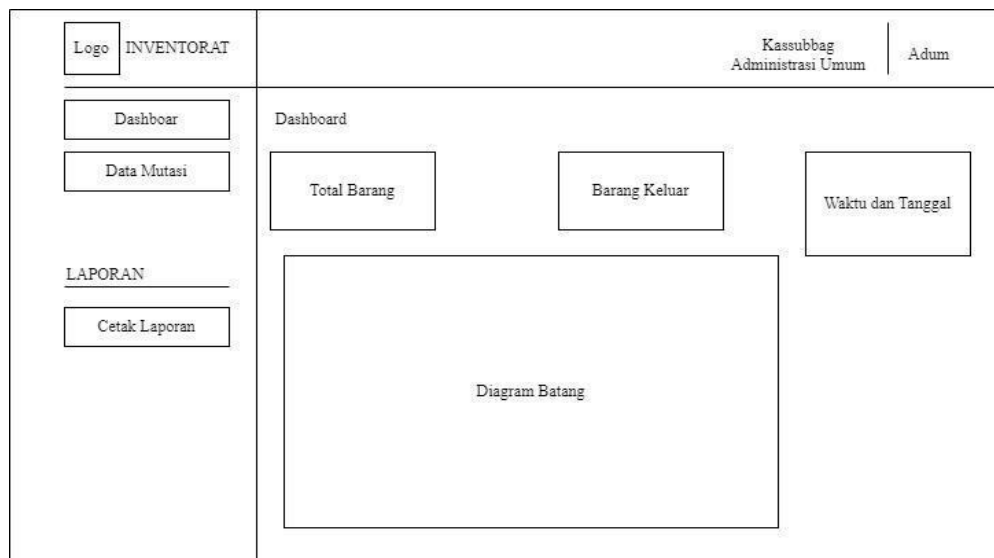 Logo
INVENTORAT
Kassubbag
Administrasi Umum
Adum
Dashboar
Data Mutasi
LAPORAN
Cetak Laporan
Dashboard
Total Barang
Barang Keluar
Waktu dan Tanggal
Diagram Batang